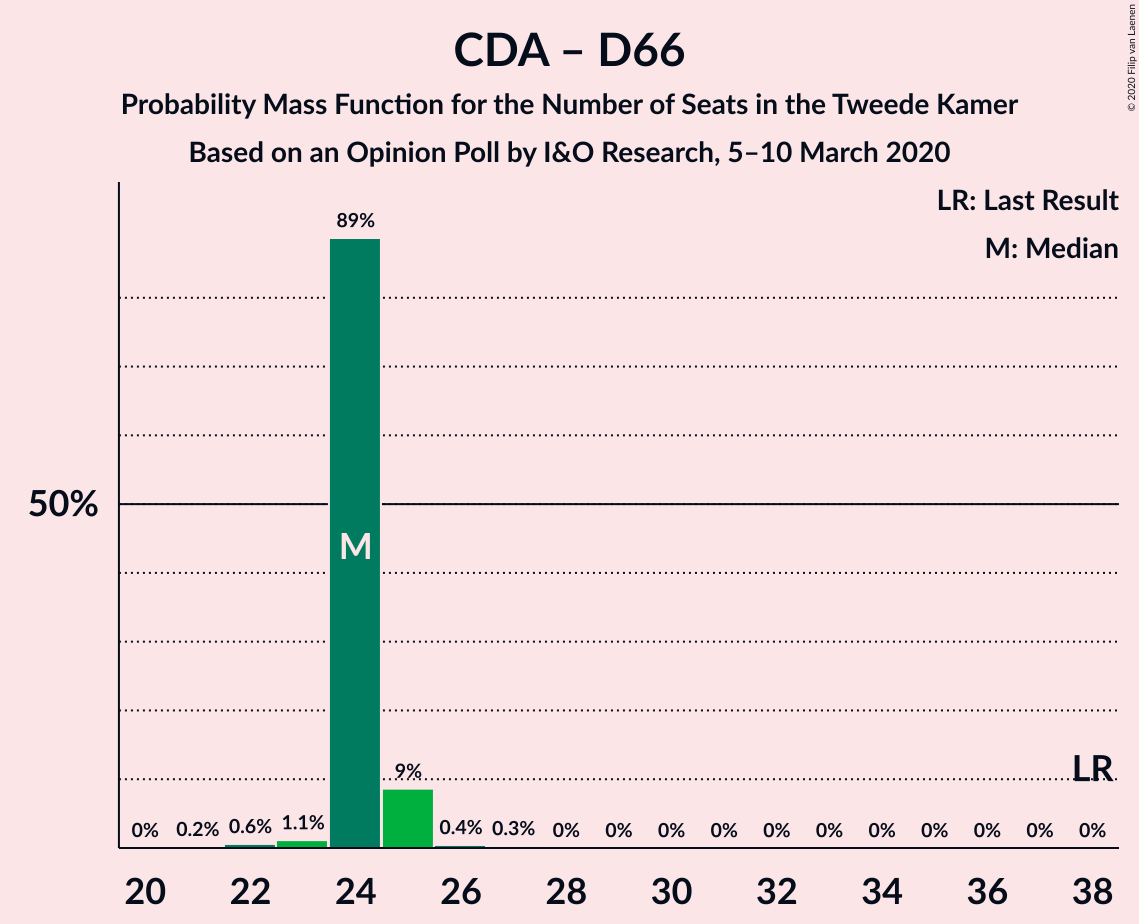 CDA – D66
Probability Mass Function for the Number of Seats in the Tweede Kamer
Based on an Opinion Poll by I&O Research, 5–10 March 2020
© 2020 Filip van Laenen
LR: Last Result
M: Median
89%
50%
M
LR
9%
0% 0.2% 0.6% 1.1% 0.4% 0.3% 0% 0% 0% 0% 0% 0% 0% 0% 0% 0% 0%
20 22 24 26 28 30 32 34 36 38